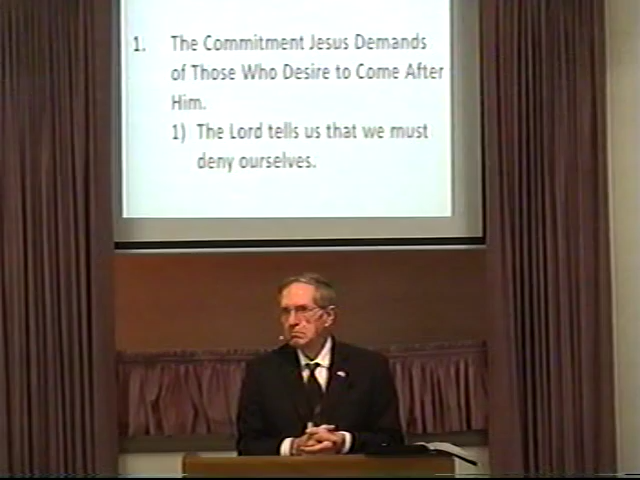 1. The Commitment Jesus Demands
of Those Who Desire to Come After
Him.
1) The Lord tells us that we must
deny ourselves.